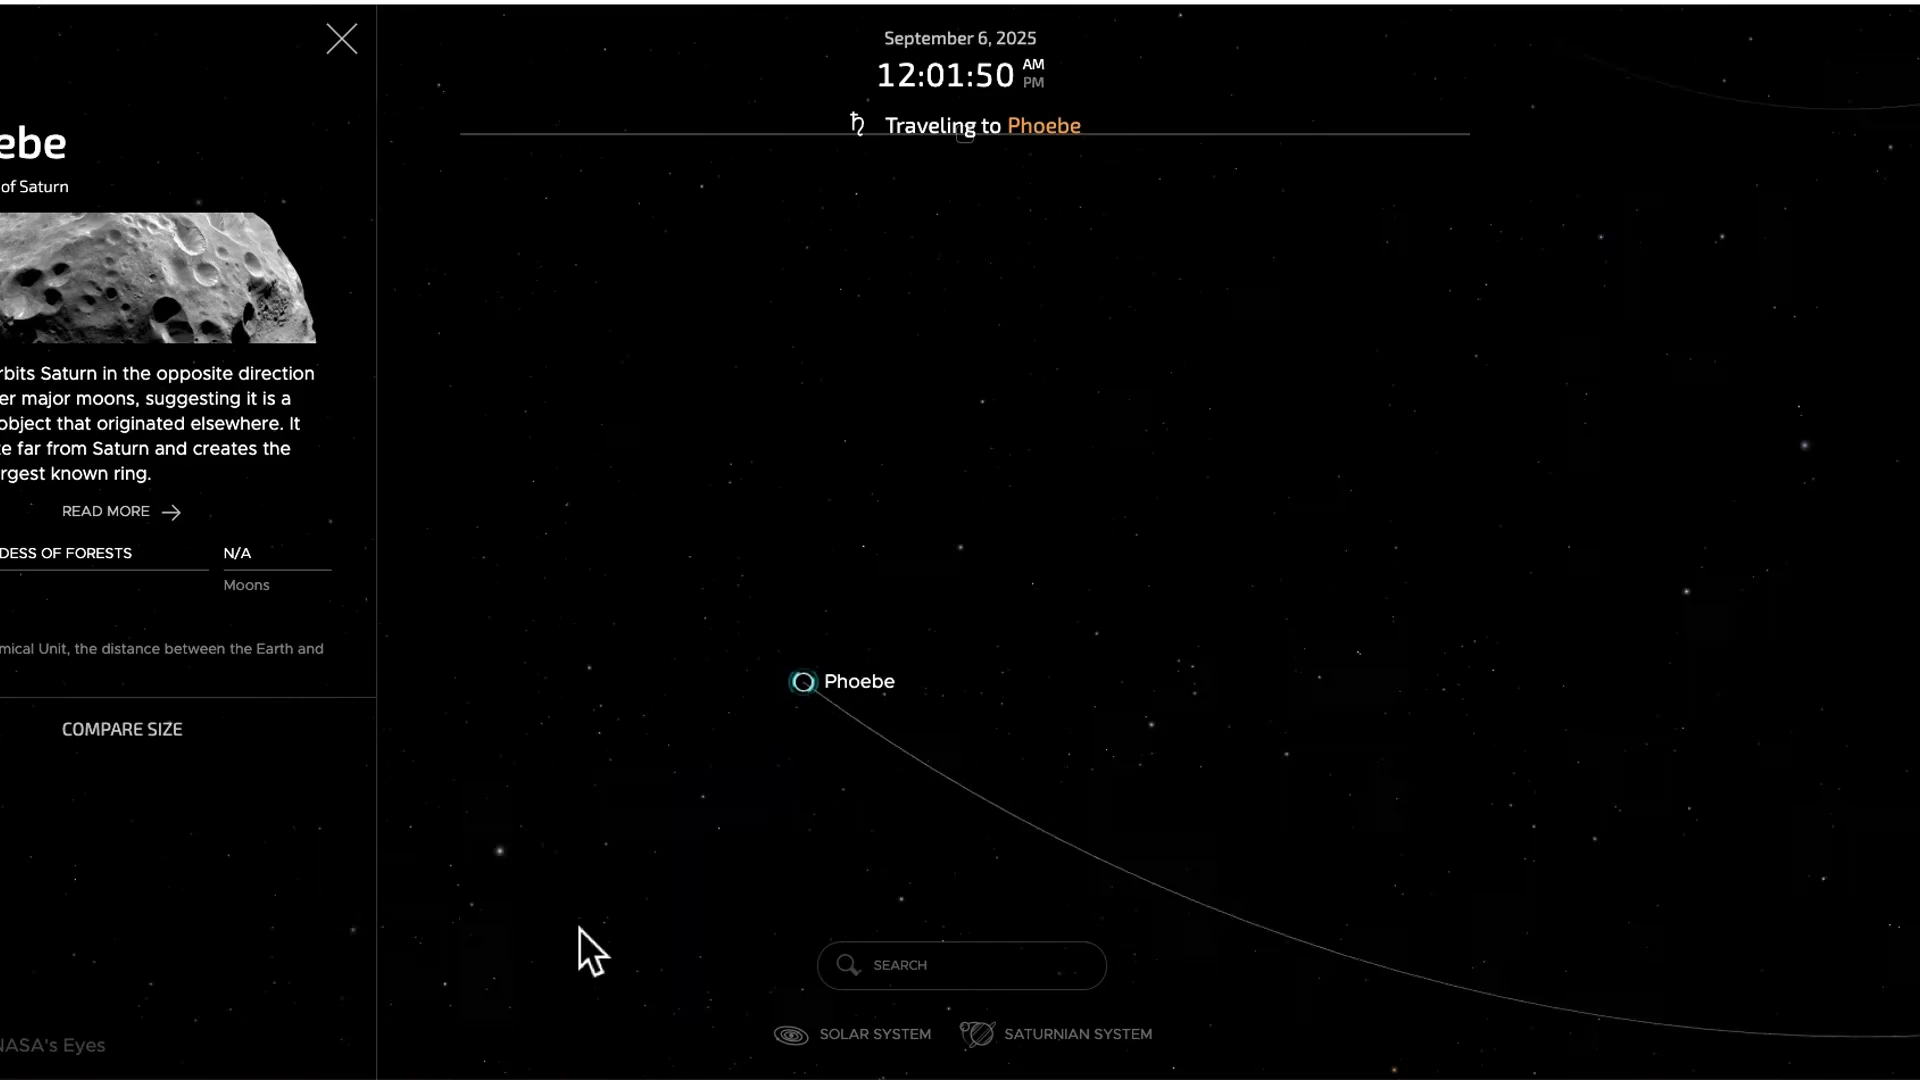 September 6, 2025
12:01:50 AM
PM
Traveling to Phoebe
ebe
of Saturn
rbits Saturn in the opposite direction
er major moons, suggesting it is a
object that originated elsewhere. It
te far from Saturn and creates the
rgest known ring.
READ MORE
DESS OF FORESTS
N/A
Moons
mical Unit, the distance between the Earth and
COMPARE SIZE
NASA's Eyes
Phoebe
SEARCH
SOLAR SYSTEM
SATURNIAN SYSTEM